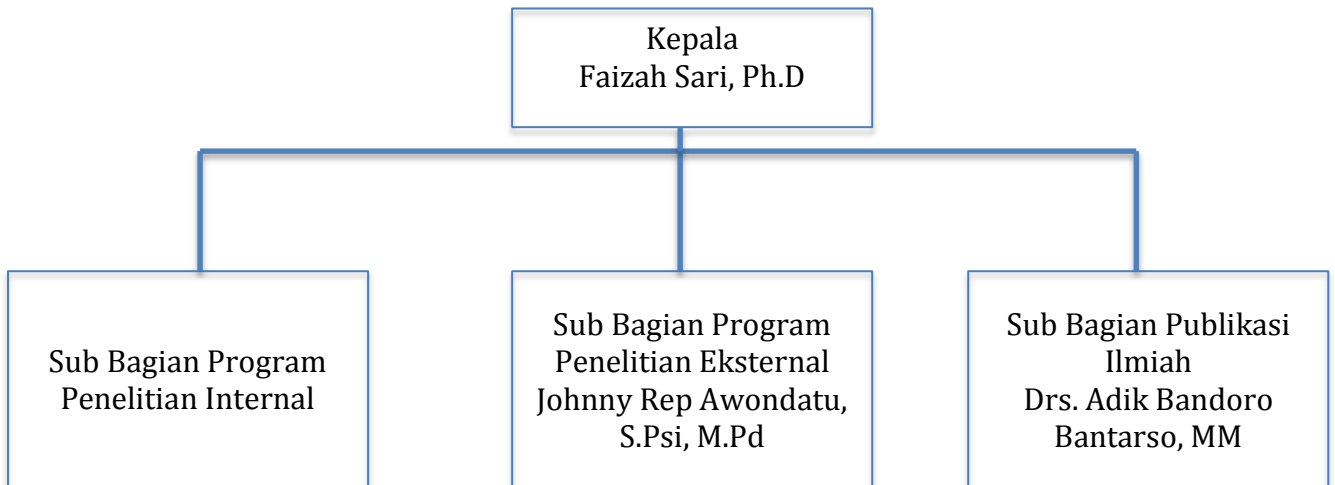 Kepala
Faizah Sari, Ph.D
Sub Bagian Program
Penelitian Internal
Sub Bagian Program
Penelitian Eksternal
Johnny Rep Awondatu,
S.Psi, M.Pd
Sub Bagian Publikasi
Ilmiah
Drs. Adik Bandoro
Bantarso, MM